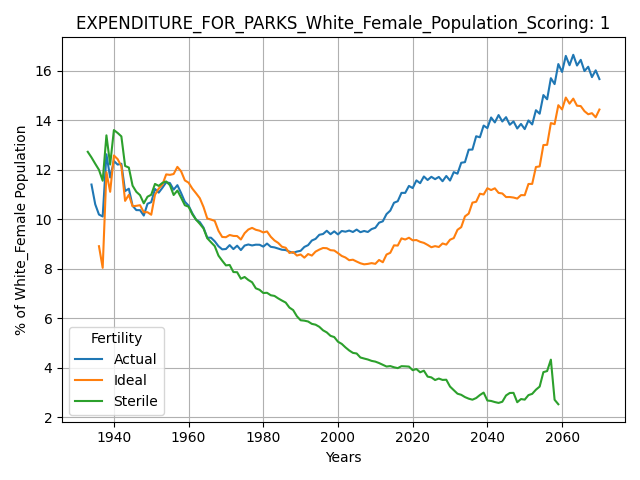 EXPENDITURE_FOR_PARKS_White_Female_Population_Scoring: 1
% of White_Female Population
16
14
12
10
8
6
4
2
Fertility
Actual
Ideal
Sterile
1940 1960 1980 2000 2020 2040 2060
Years